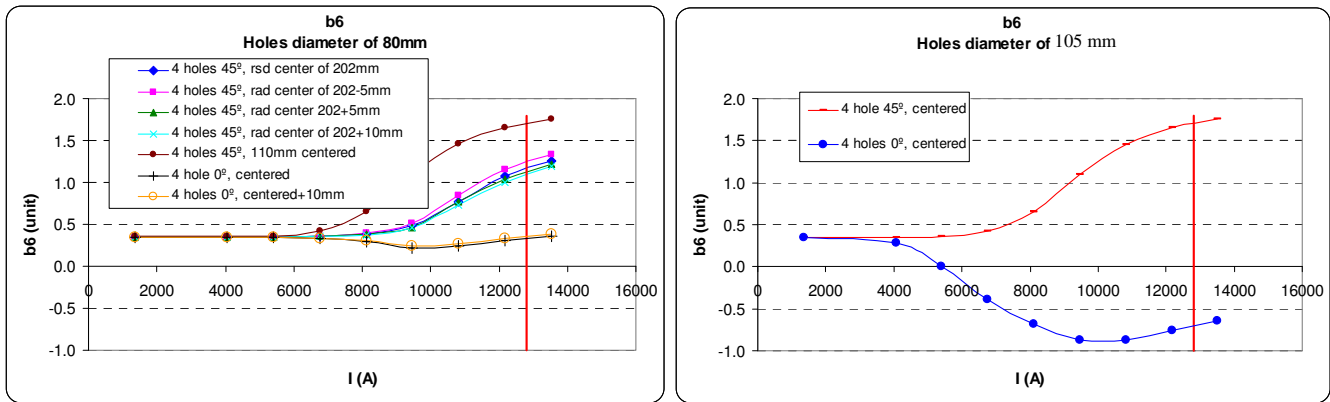 b6
Holes diameter of 80mm
4 holes 45º, rsd center of 202mm
4 holes 45º, rad center of 202-5mm
4 holes 45º, rad center 202+5mm
4 holes 45º, rad center of 202+10mm
4 holes 45º, 110mm centered
4 hole 0º, centered
4 holes 0º, centered+10mm
2.0
1.5
1.0
0.5
0.0
-0.5
-1.0
b6 (unit)
0 2000 4000 6000 8000 10000 12000 14000 16000
I (A)
b6
Holes diameter of 105 mm
4 hole 45º, centered
4 holes 0º, centered
2.0
1.5
1.0
0.5
0.0
-0.5
-1.0
b6 (unit)
0 2000 4000 6000 8000 10000 12000 14000 16000
I (A)